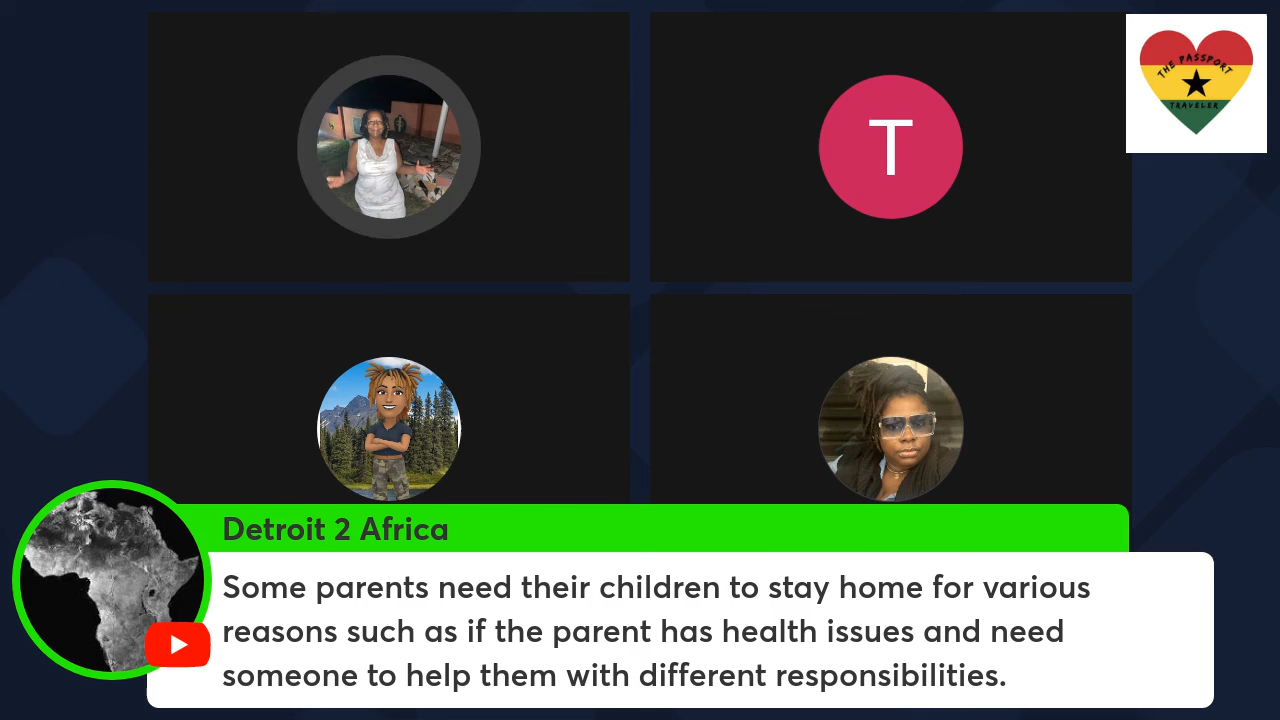 T
THE PASSPORT
TRAVELER
Detroit 2 Africa
Some parents need their children to stay home for various
reasons such as if the parent has health issues and need
someone to help them with different responsibilities.